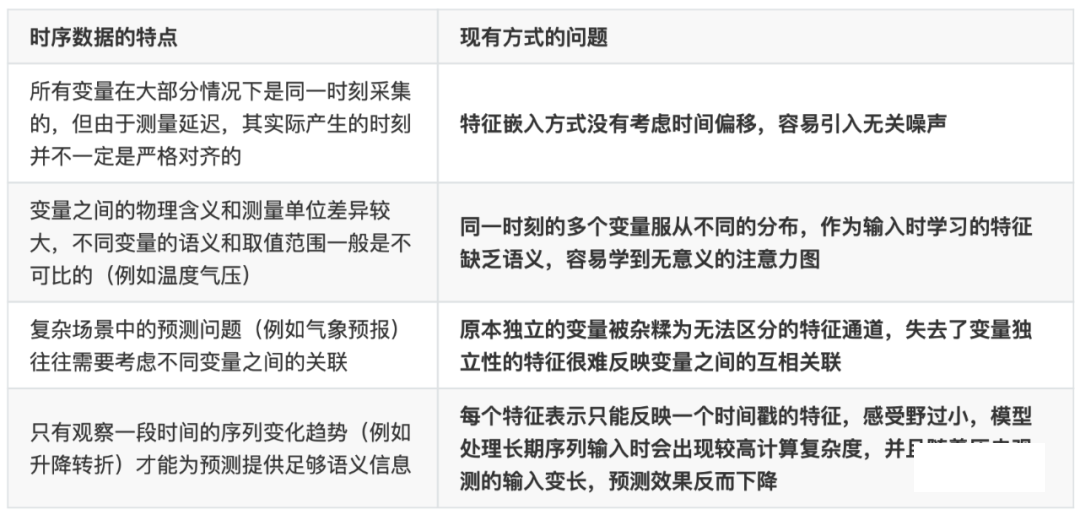 时序数据的特点
现有方式的问题
所有变量在大部分情况下是同一时刻采集
的，但由于测量延迟，其实际产生的时刻
并不一定是严格对齐的
特征嵌入方式没有考虑时间偏移，容易引入无关噪声
变量之间的物理含义和测量单位差异较
大，不同变量的语义和取值范围一般是不
可比的（例如温度气压）
同一时刻的多个变量服从不同的分布，作为输入时学习的特征
缺乏语义，容易学到无意义的注意力图
复杂场景中的预测问题（例如气象预报）
往往需要考虑不同变量之间的关联
原本独立的变量被杂糅为无法区分的特征通道，失去了变量独
立性的特征很难反映变量之间的互相关联
只有观察一段时间的序列变化趋势（例如
升降转折）才能为预测提供足够语义信息
每个特征表示只能反映一个时间戳的特征，感受野过小，模型
处理长期序列输入时会出现较高计算复杂度，并
测的输入变长，预测效果反而下降